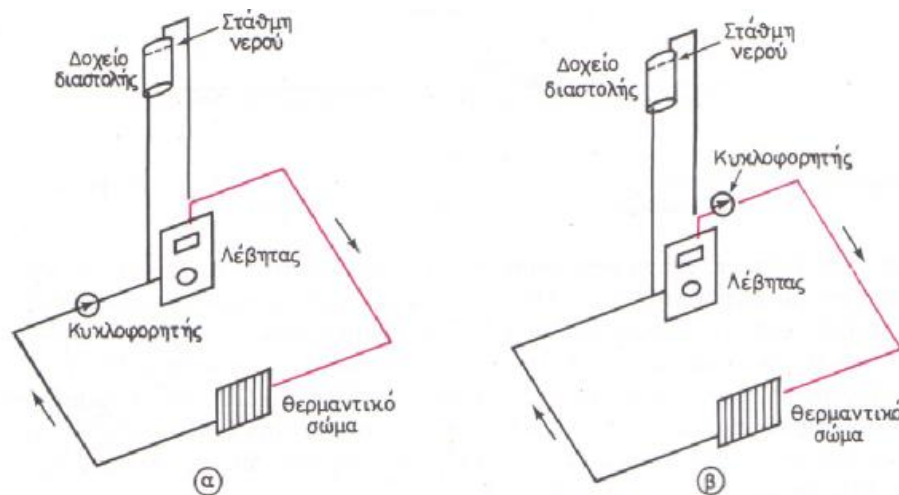 Στάθμη
νερού
Δοχείο
διαστολής
Λέβητας
Κυκλοφορητής
θερμαντικό
σώμα
α
Στάθμη
νερού
Δοχείο
διαστολής
Κυκλοφορητής
Λέβητας
θερμαντικό
σώμα
β